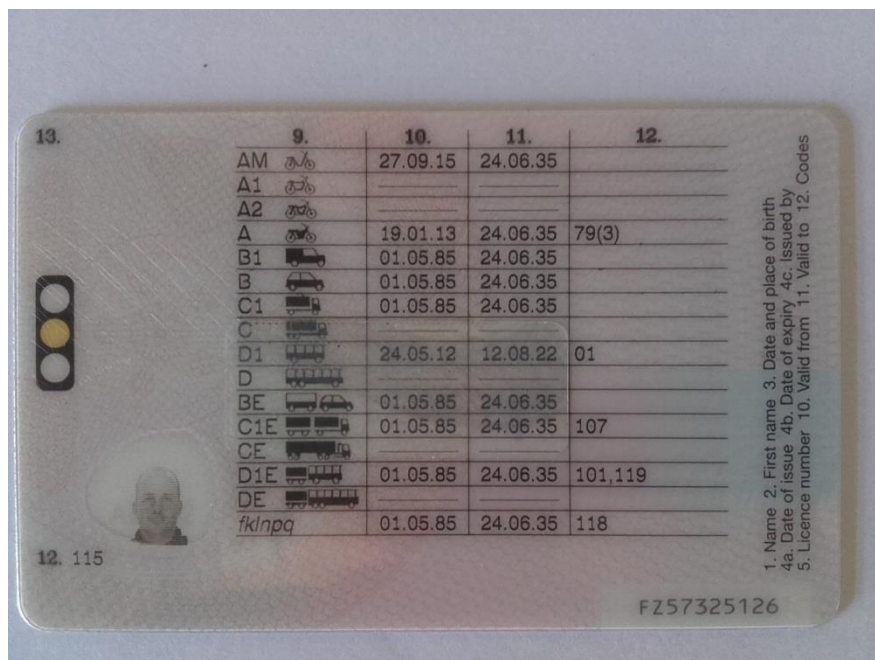 13.
9. 10. 11. 12.
AM 27.09.15 24.06.35
A1
A2
A 19.01.13 24.06.35 79(3)
B1 01.05.85 24.06.35
B 01.05.85 24.06.35
C1 01.05.85 24.06.35
C
D1 24.05.12 12.08.22 01
D
BE 01.05.85 24.06.35
C1E 01.05.85 24.06.35 107
CE
D1E 01.05.85 24.06.35 101,119
DE
fklnpq 01.05.85 24.06.35 118
12. 115
1. Name 2. First name 3. Date and place of birth
4a. Date of issue 4b. Date of expiry 4c. Issued by
5. Licence number 10. Valid from 11. Valid to 12. Codes
FZ57325126